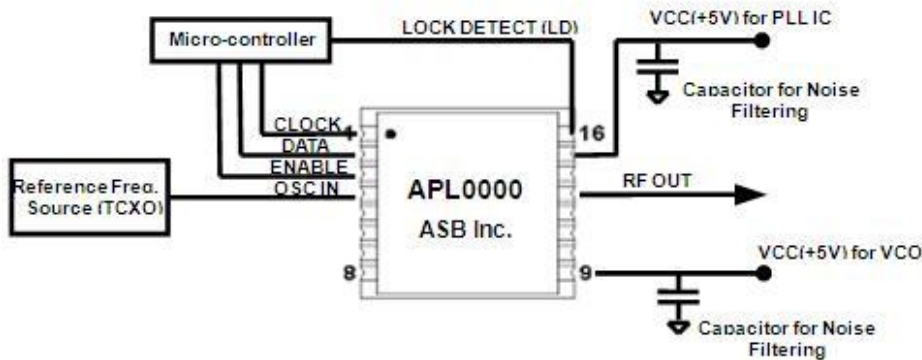 VCC(+5V) for PLL IC
Micro-controller
LOCK DETECT (LD)
Capacitor for Noise
Filtering
CLOCK
1
16
DATA
ENABLE
OSC IN
Reference Freq.
Source (TCXO)
APL0000
ASB Inc.
RF OUT
8
9
VCC(+5V) for VCO
Capacitor for Noise
Filtering